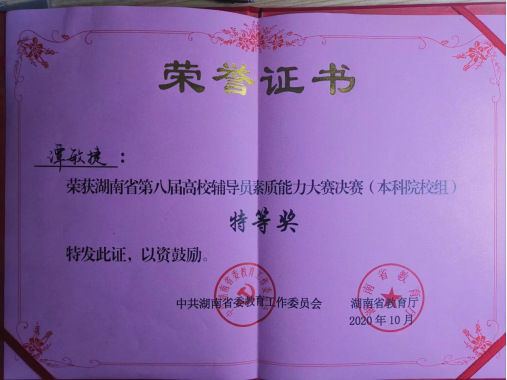 荣誉证书
谭敏捷：
荣获湖南省第八届高校辅导员素质能力大赛决赛（本科院校组）
特等奖
特发此证，以资鼓励。
中共湖南省委教育工作委员会 湖南省教育厅
2020年10月